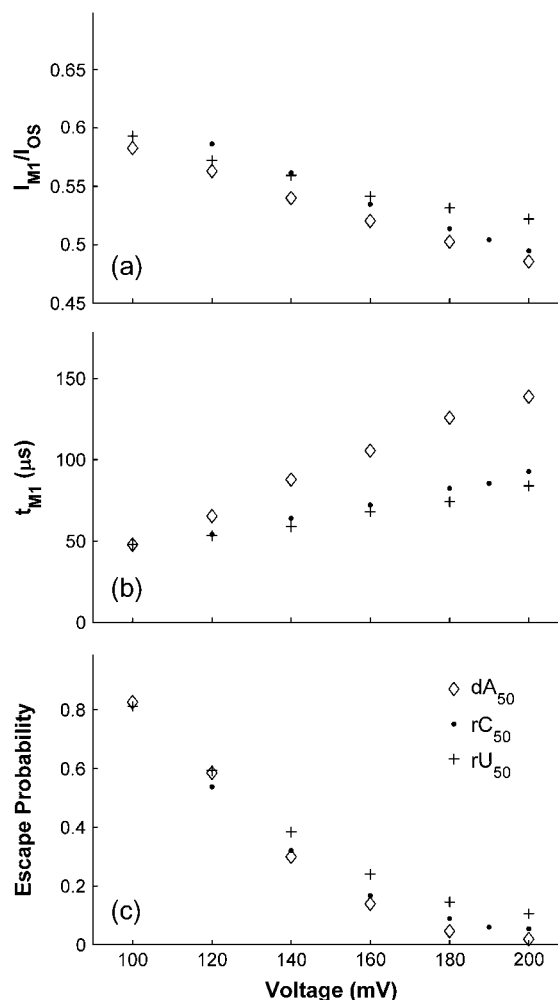 0.65
0.6
0.55
0.5
0.45
I_M1/I_OS
(a)
150
100
50
0
t_M1 (μs)
(b)
0.8
0.6
0.4
0.2
0
Escape Probability
(c)
dA_50
rC_50
rU_50
100 120 140 160 180 200
Voltage (mV)